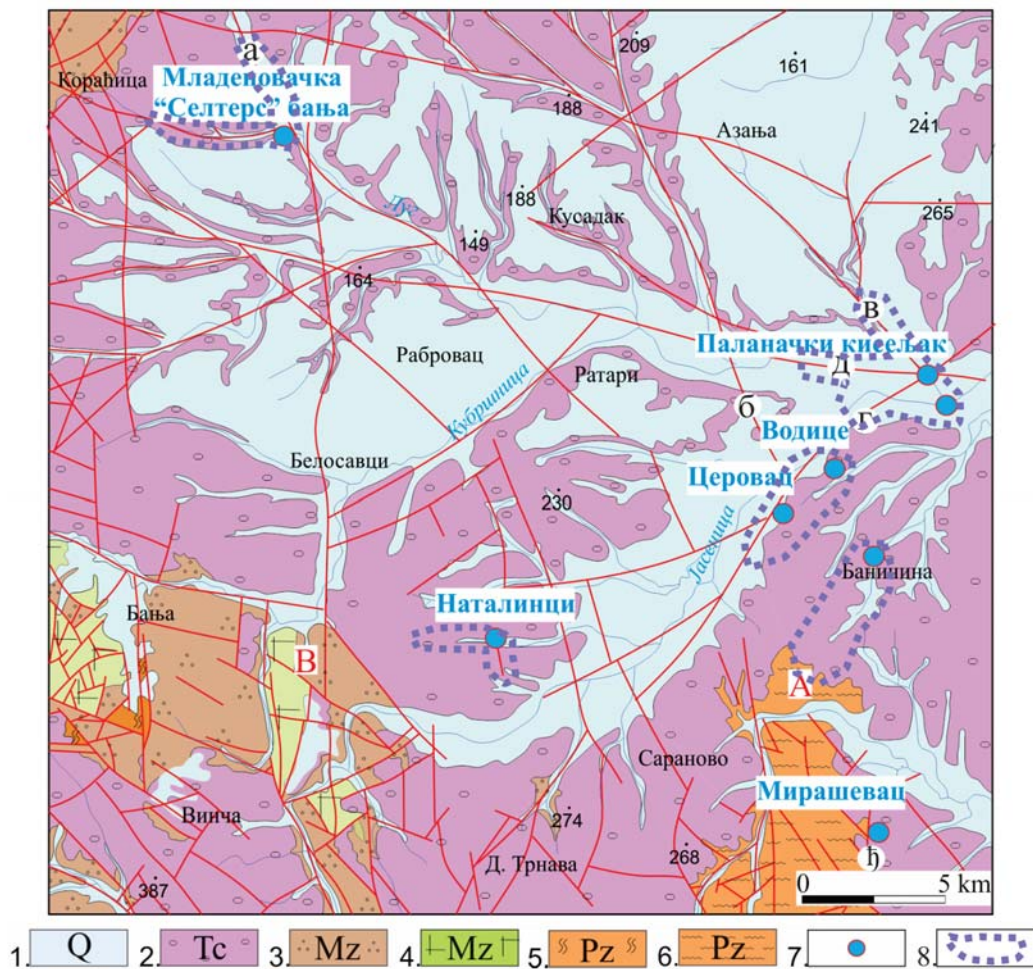 а
209
161
Кораћица
Младеновачка
“Селтерс” бања
188
Азања
241
188
Луг
Кусадак
265
149
164
в
Рабровац
Паланачки кисељак
Ратари
д
Кубршница
б
г
Водице
Белосавци
Церовац
230
Јасеница
Баничина
Бања
Наталинци
В
А
Сараново
Мирашевац
Винча
274
ђ
Д. Трнава
268
0 5 km
387
1. Q 2. Tc 3. Mz 4. Mz 5. Pz 6. Pz 7. 8.